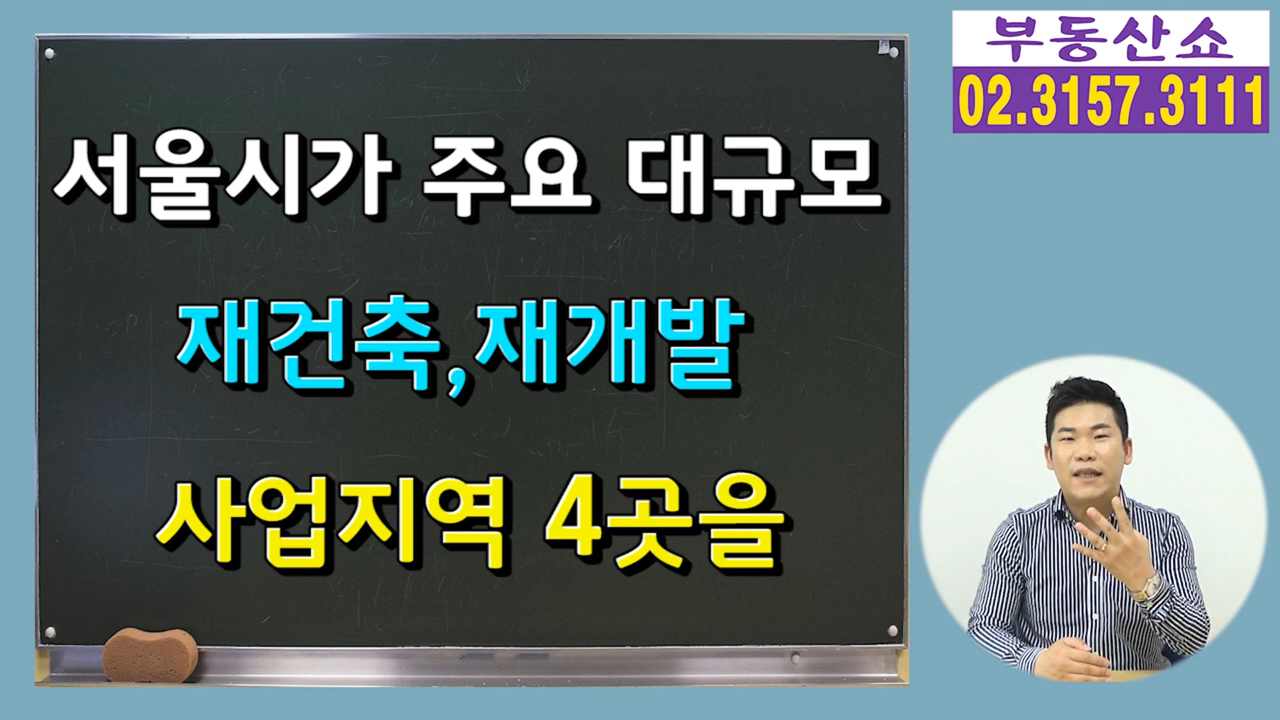 부동산쇼
02.3157.3111
서울시가 주요 대규모
재건축,재개발
사업지역 4곳을